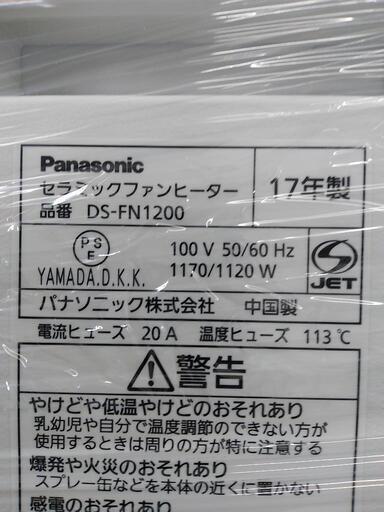 Panasonic
セラミックファンヒーター
品番 DS-FN1200
17年製
PS
E
YAMADA.D.K.K.
100 V 50/60 Hz
1170/1120 W
S
JET
パナソニック株式会社 中国製
電流ヒューズ 20 A 温度ヒューズ 113 ℃
警告
やけどや低温やけどのおそれあり
乳幼児や自分で温度調節のできない方が
使用するときは周りの方が特に注意する
爆発や火災のおそれあり
スプレー缶などを本体の近くに置かない
感電のおそれあり